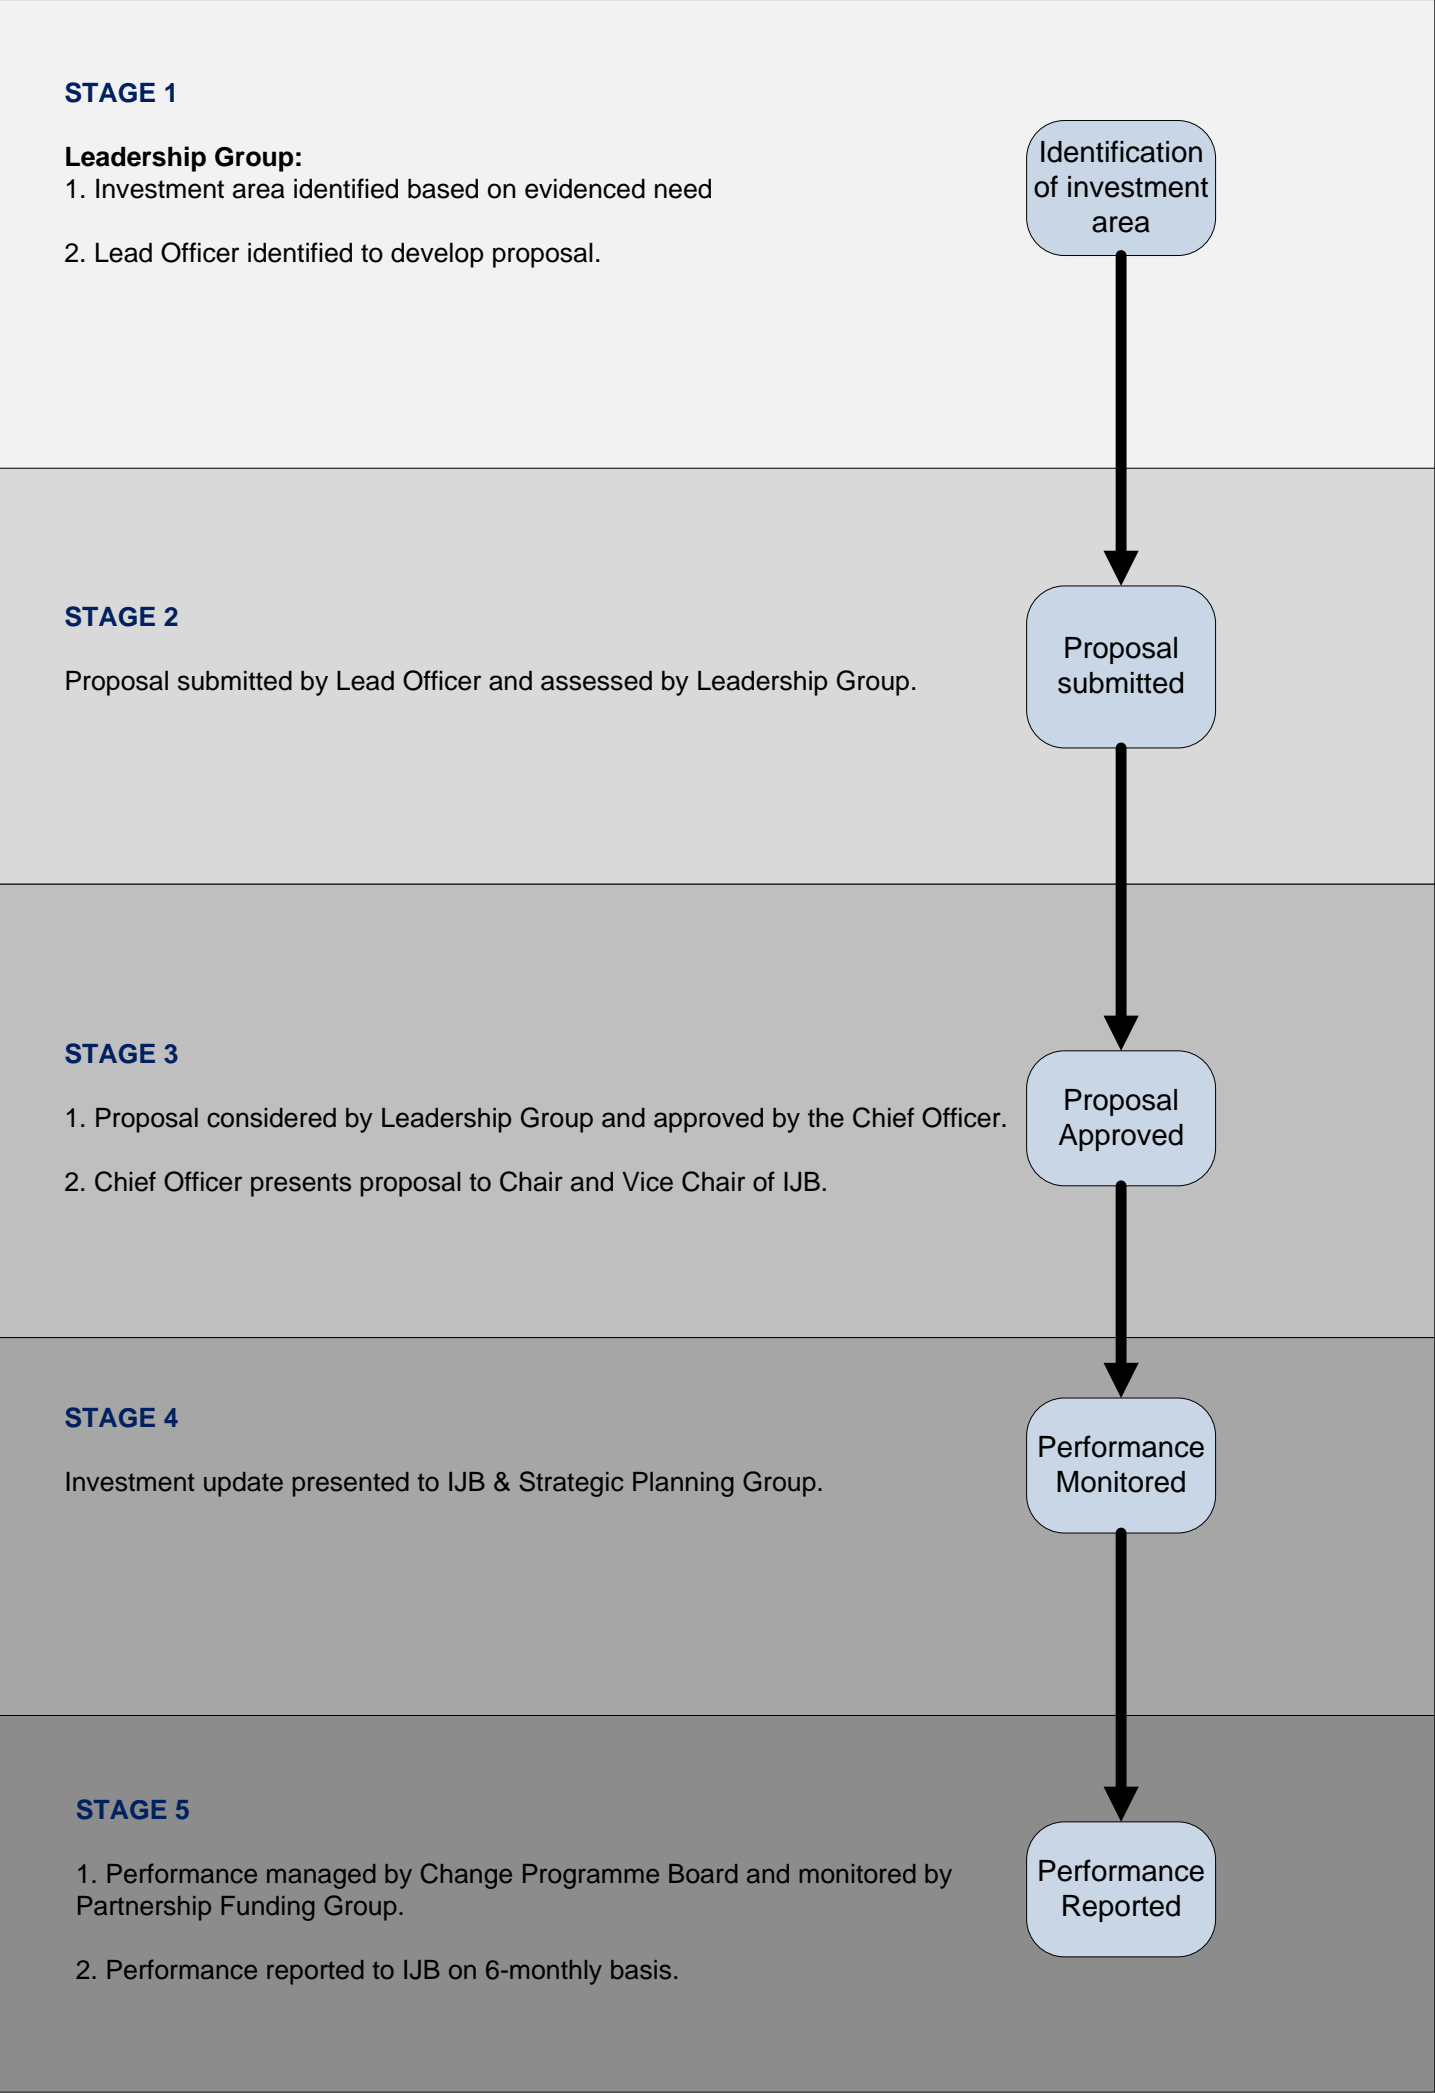 STAGE 1
Leadership Group:
1. Investment area identified based on evidenced need
2. Lead Officer identified to develop proposal.
Identification
of investment
area
STAGE 2
Proposal submitted by Lead Officer and assessed by Leadership Group.
Proposal
submitted
STAGE 3
1. Proposal considered by Leadership Group and approved by the Chief Officer.
2. Chief Officer presents proposal to Chair and Vice Chair of IJB.
Proposal
Approved
STAGE 4
Investment update presented to IJB & Strategic Planning Group.
Performance
Monitored
STAGE 5
1. Performance managed by Change Programme Board and monitored by
Partnership Funding Group.
2. Performance reported to IJB on 6-monthly basis.
Performance
Reported